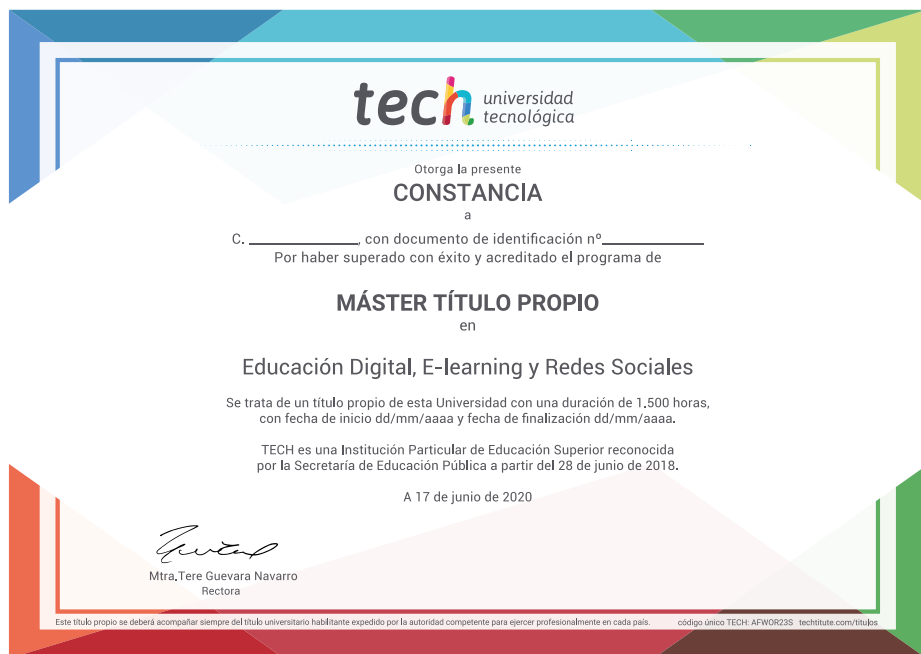 tech universidad
tecnológica
Otorga la presente
CONSTANCIA
a
C. ____________, con documento de identificación nº____________
Por haber superado con éxito y acreditado el programa de
MÁSTER TÍTULO PROPIO
en
Educación Digital, E-learning y Redes Sociales
Se trata de un título propio de esta Universidad con una duración de 1.500 horas,
con fecha de inicio dd/mm/aaaa y fecha de finalización dd/mm/aaaa.
TECH es una Institución Particular de Educación Superior reconocida
por la Secretaría de Educación Pública a partir del 28 de junio de 2018.
A 17 de junio de 2020
Mtra.Tere Guevara Navarro
Rectora
Este título propio se deberá acompañar siempre del título universitario habilitante expedido por la autoridad competente para ejercer profesionalmente en cada país. código único TECH: AFWOR23S techtitute.com/titulos